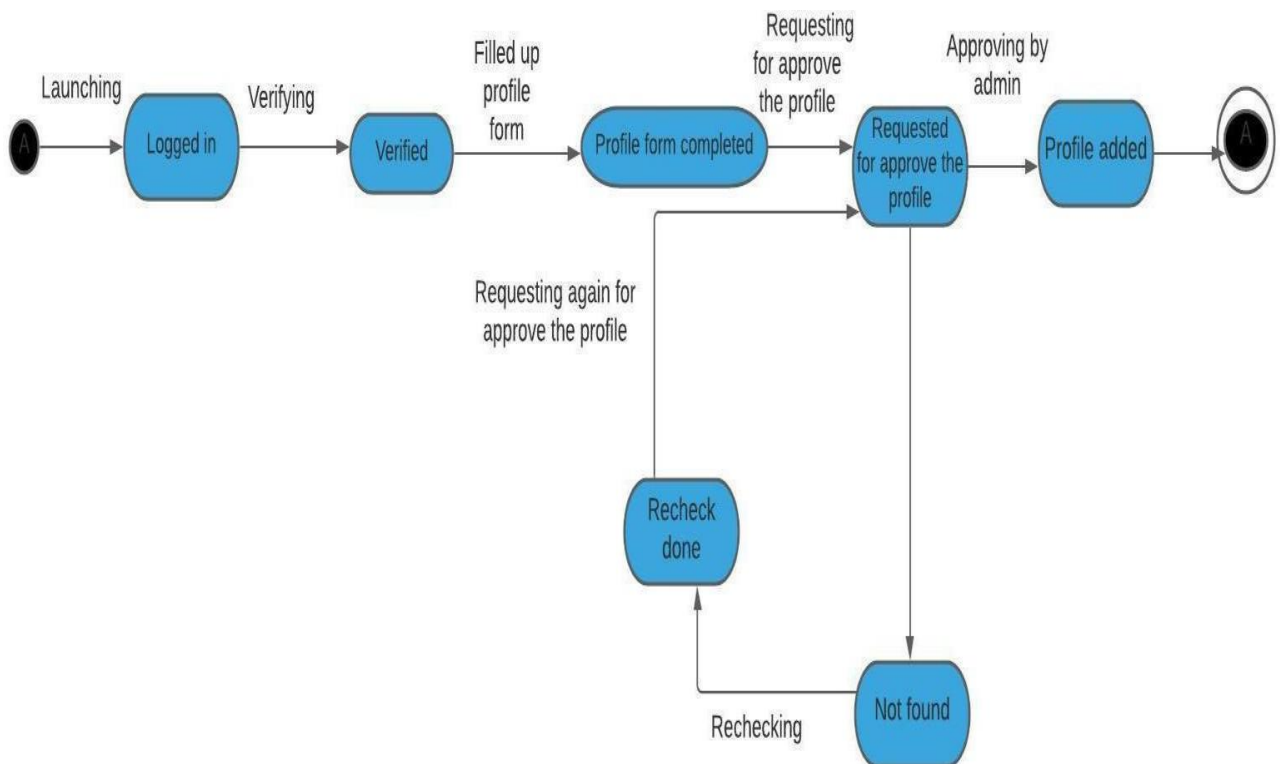 Launching
A
Logged in
Verifying
Verified
Filled up
profile
form
Profile form completed
Requesting
for approve
the profile
Requested
for approve the
profile
Approving by
admin
Profile added
A
Requesting again for
approve the profile
Recheck
done
Rechecking
Not found